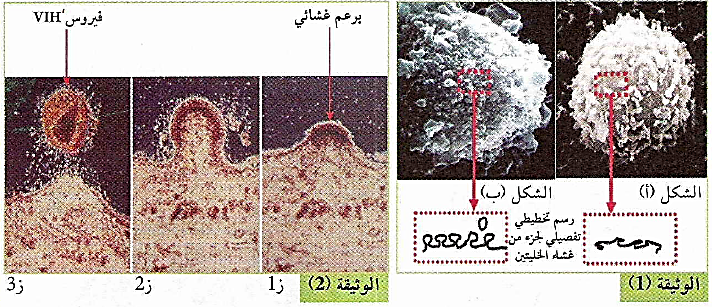 الشكل (أ)
الشكل (ب)
رسم تخطيطي
تفصيلي لجزء من
غشاء الخليتين
الوثيقة (1)
برعم غشائي
فيروس VIH
ز1
ز2
ز3
الوثيقة (2)